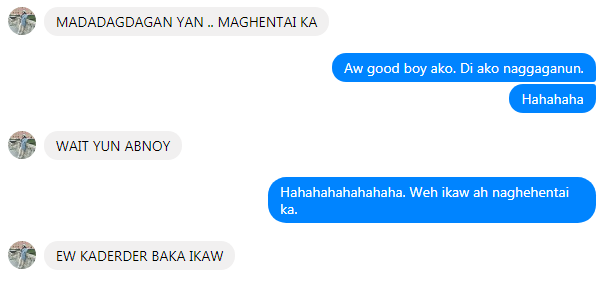 MADADAGDAGAN YAN .. MAGHENTAI KA
Aw good boy ako. Di ako naggaganun.
Hahahaha
WAIT YUN ABNOY
Hahahahahahahaha. Weh ikaw ah naghehentai
ka.
EW KADERDER BAKA IKAW